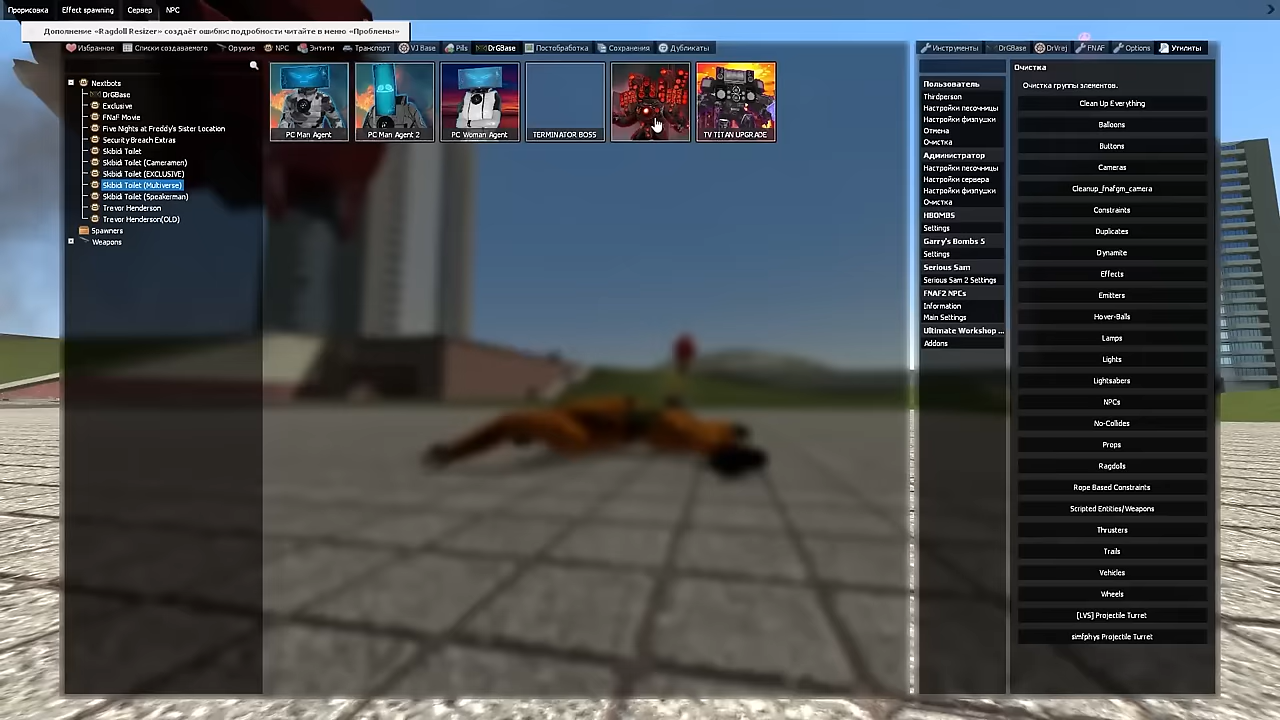 Прорисовка Effect spawning Сервер NPC
Дополнение «Ragdoll Resizer» создаёт ошибки: подробности читайте в меню «Проблемы»
Избранное Списки создаваемого Оружие NPC Энтити Транспорт VJ Base Pills DrGBase Постобработка Сохранения Дубликаты
Nextbots
DrGBase
Exclusive
FNaF Movie
Five Nights at Freddy's Sister Location
Security Breach Extras
Skibidi Toilet
Skibidi Toilet (Cameramen)
Skibidi Toilet (EXCLUSIVE)
Skibidi Toilet (Multiverse)
Skibidi Toilet (Speakerman)
Trevor Henderson
Trevor Henderson(OLD)
Spawners
Weapons
PC Man Agent
PC Man Agent 2
PC Woman Agent
TERMINATOR BOSS
TV TITAN UPGRADE
Инструменты DrGBase DrVrej FNAF Options Утилиты
Пользователь
Thirdperson
Настройки песочницы
Настройки физпушки
Отмена
Очистка
Администратор
Настройки песочницы
Настройки сервера
Настройки физпушки
Очистка
HBOMBS
Settings
Garry's Bombs 5
Settings
Serious Sam
Serious Sam 2 Settings
FNAF2 NPCs
Information
Main Settings
Ultimate Workshop ...
Addons
Очистка
Очистка группы элементов.
Clean Up Everything
Balloons
Buttons
Cameras
Cleanup_fnafgm_camera
Constraints
Duplicates
Dynamite
Effects
Emitters
Hover-Balls
Lamps
Lights
Lightsabers
NPCs
No-Collides
Props
Ragdolls
Rope Based Constraints
Scripted Entities/Weapons
Thrusters
Trails
Vehicles
Wheels
[LVS] Projectile Turret
simfphys Projectile Turret